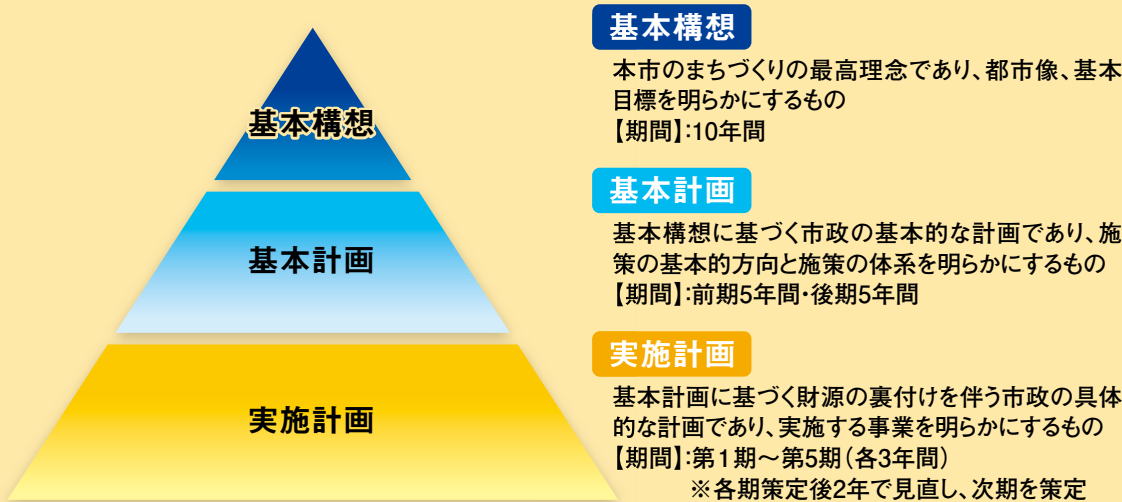 基本構想
基本計画
実施計画
基本構想
本市のまちづくりの最高理念であり、都市像、基本
目標を明らかにするもの
【期間】:10年間
基本計画
基本構想に基づく市政の基本的な計画であり、施
策の基本的方向と施策の体系を明らかにするもの
【期間】:前期5年間・後期5年間
実施計画
基本計画に基づく財源の裏付けを伴う市政の具体
的な計画であり、実施する事業を明らかにするもの
【期間】:第1期～第5期(各3年間)
※各期策定後2年で見直し、次期を策定